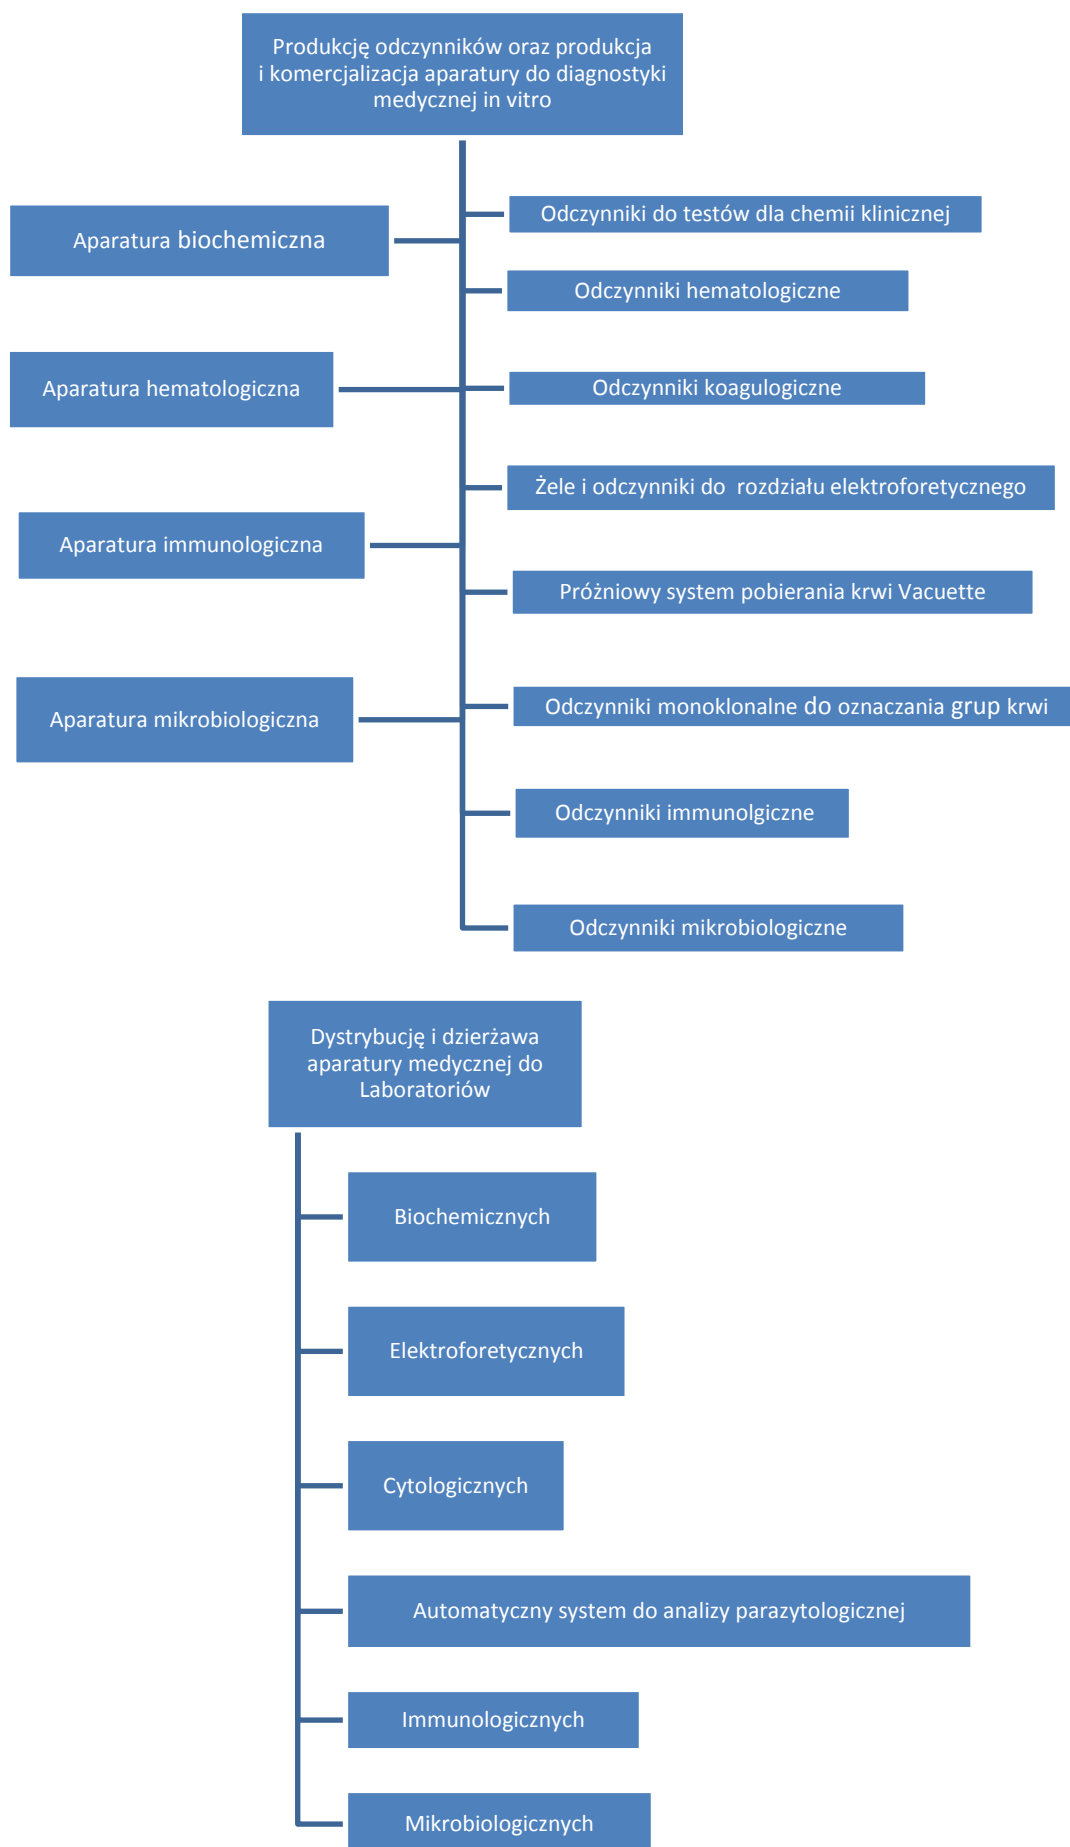 Produkcję odczynników oraz produkcja
i komercjalizacja aparatury do diagnostyki
medycznej in vitro
Odczynniki do testów dla chemii klinicznej
Aparatura biochemiczna
Odczynniki hematologiczne
Aparatura hematologiczna
Odczynniki koagulogiczne
Żele i odczynniki do rozdziału elektroforetycznego
Aparatura immunologiczna
Próżniowy system pobierania krwi Vacuette
Odczynniki monoklonalne do oznaczania grup krwi
Aparatura mikrobiologiczna
Odczynniki immunolgiczne
Odczynniki mikrobiologiczne
Dystrybucję i dzierżawa
aparatury medycznej do
Laboratoriów
Biochemicznych
Elektroforetycznych
Cytologicznych
Automatyczny system do analizy parazytologicznej
Immunologicznych
Mikrobiologicznych